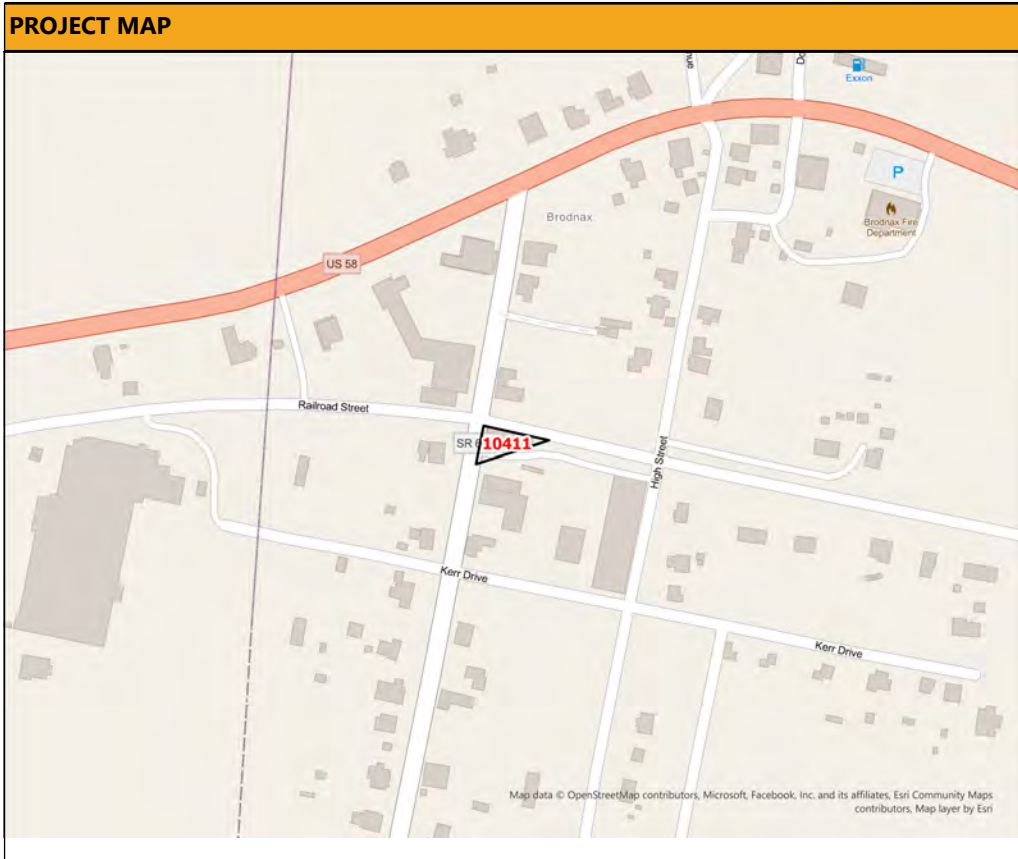 PROJECT MAP
Exxon
P
Brodnax
Brodnax Fire
Department
US 58
Railroad Street
SR
10411
High Street
Kerr Drive
Kerr Drive
Map data © OpenStreetMap contributors, Microsoft, Facebook, Inc. and its affiliates, Esri Community Maps
contributors, Map layer by Esri